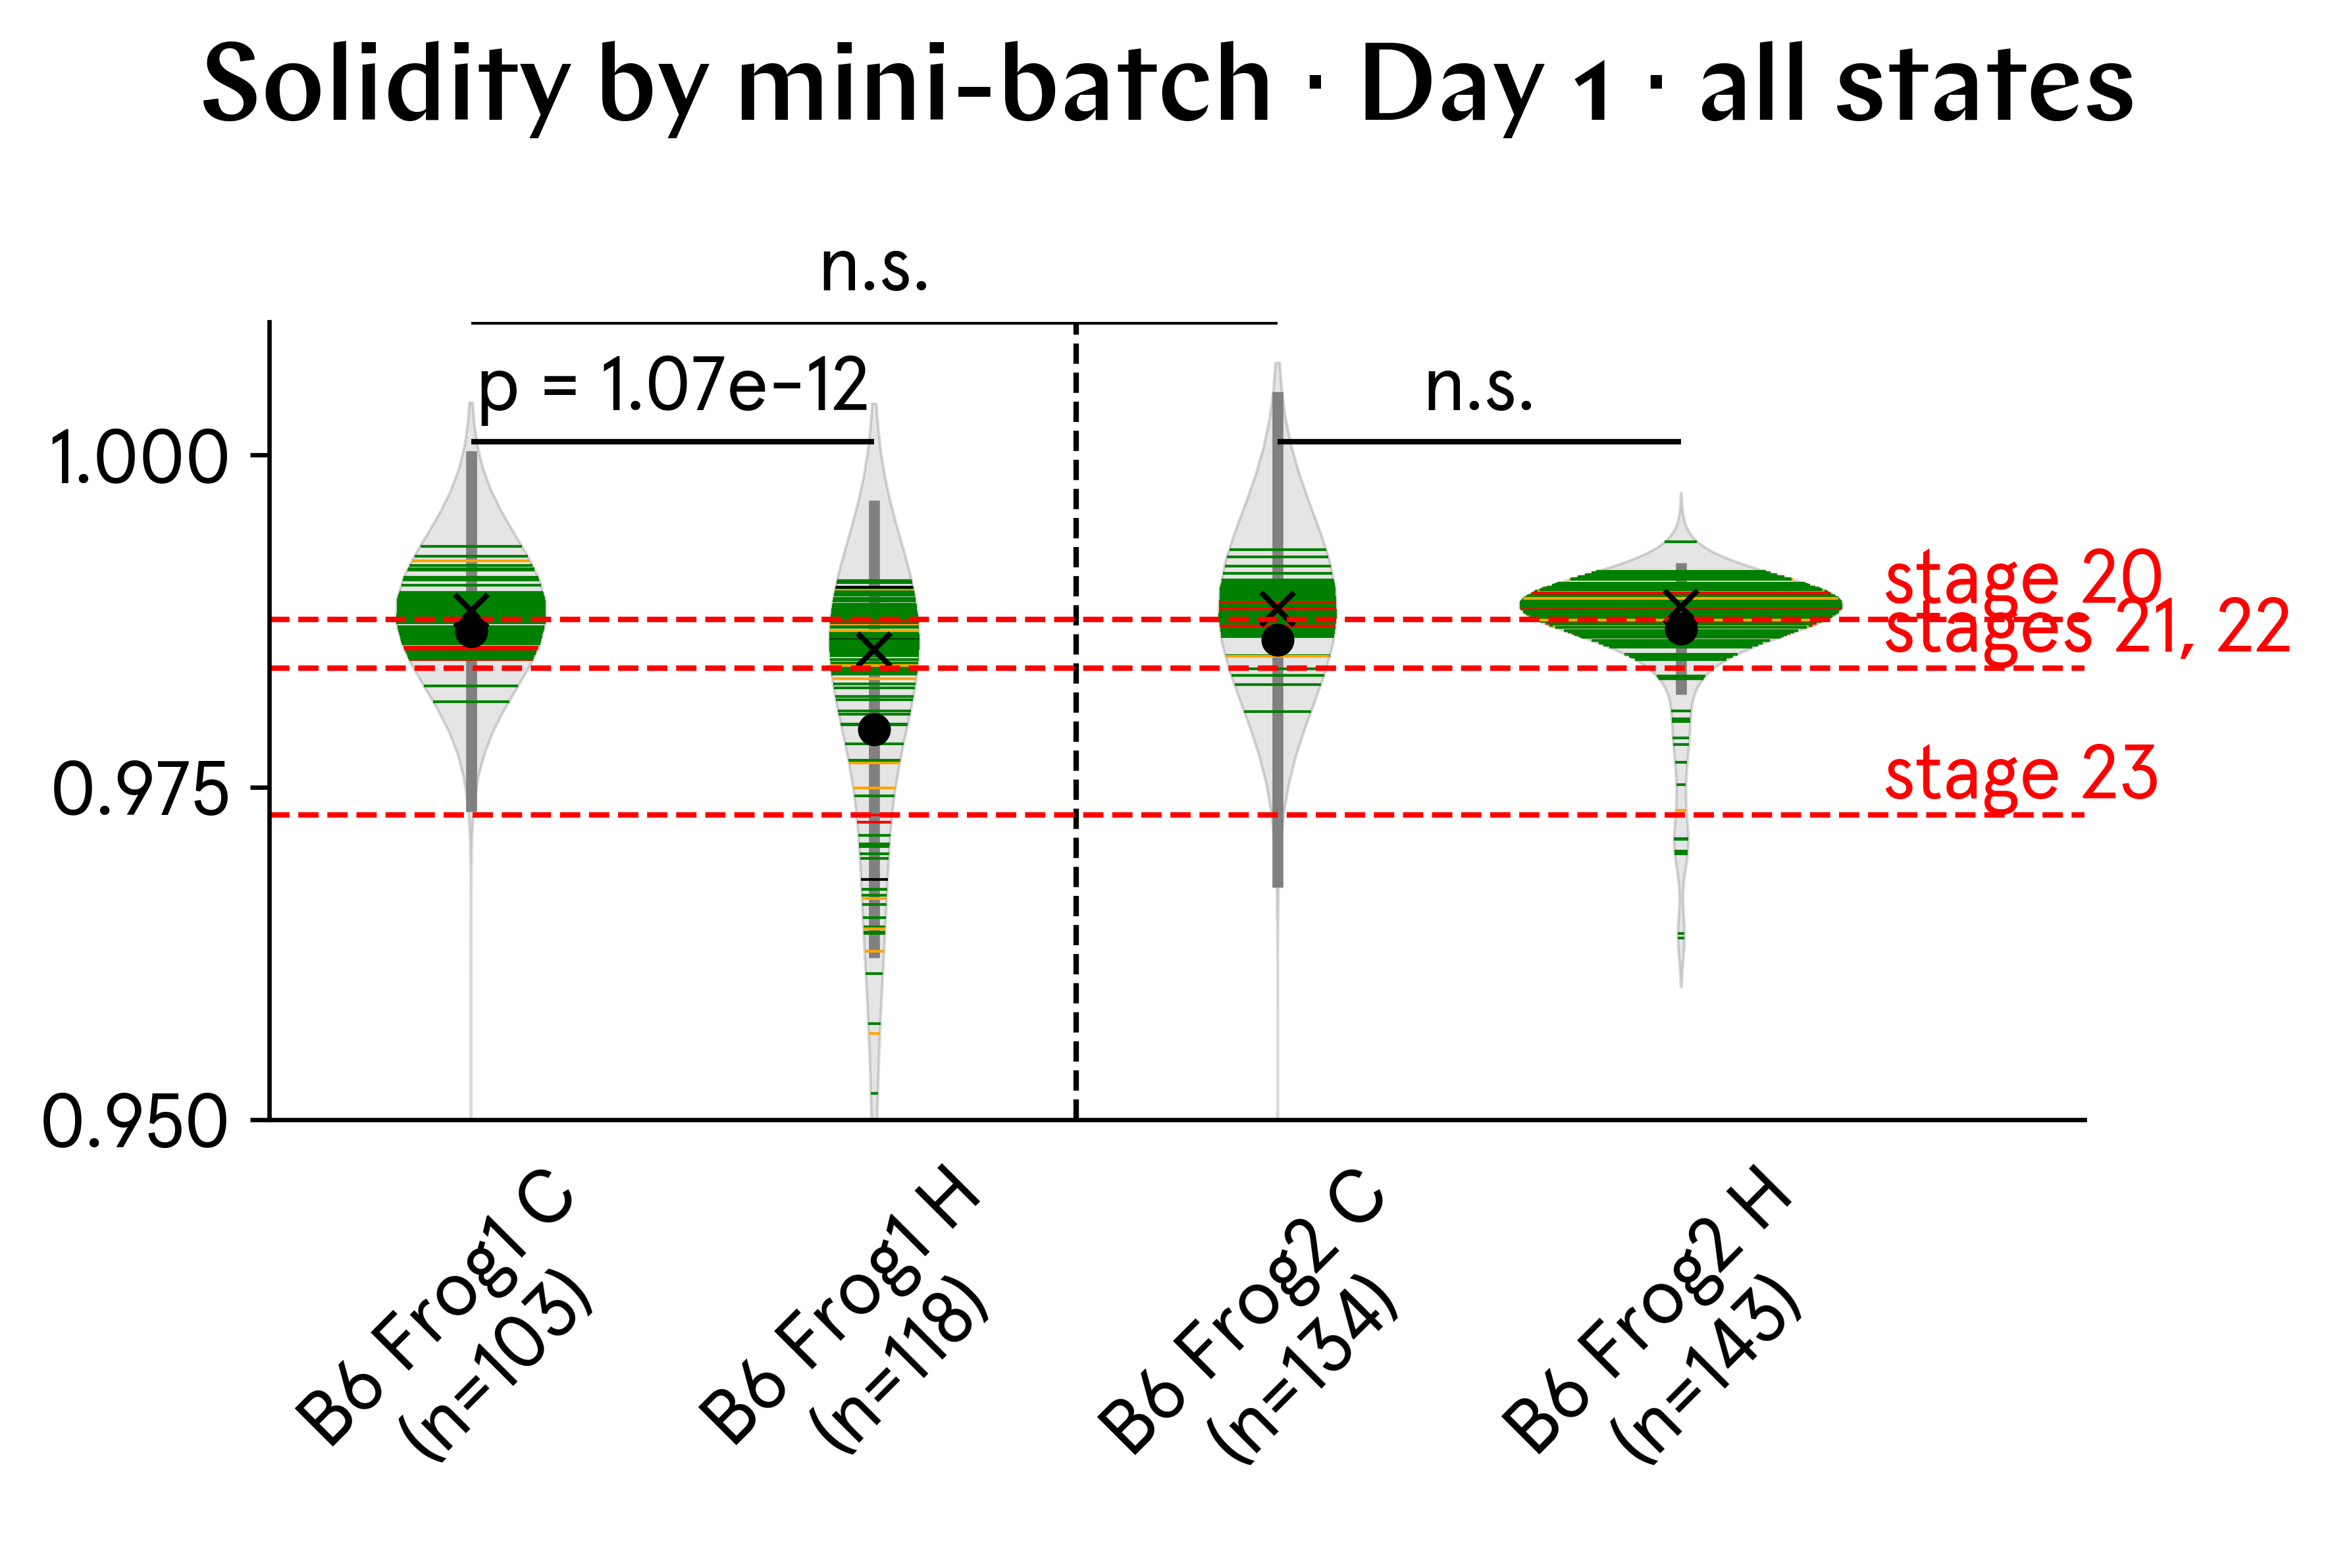 Solidity by mini-batch · Day 1 · all states
n.s.
p = 1.07e-12
n.s.
1.000
0.975
0.950
stage 20
stages 21, 22
stage 23
B6 Frog1 C
(n=103)
B6 Frog1 H
(n=118)
B6 Frog2 C
(n=134)
B6 Frog2 H
(n=143)